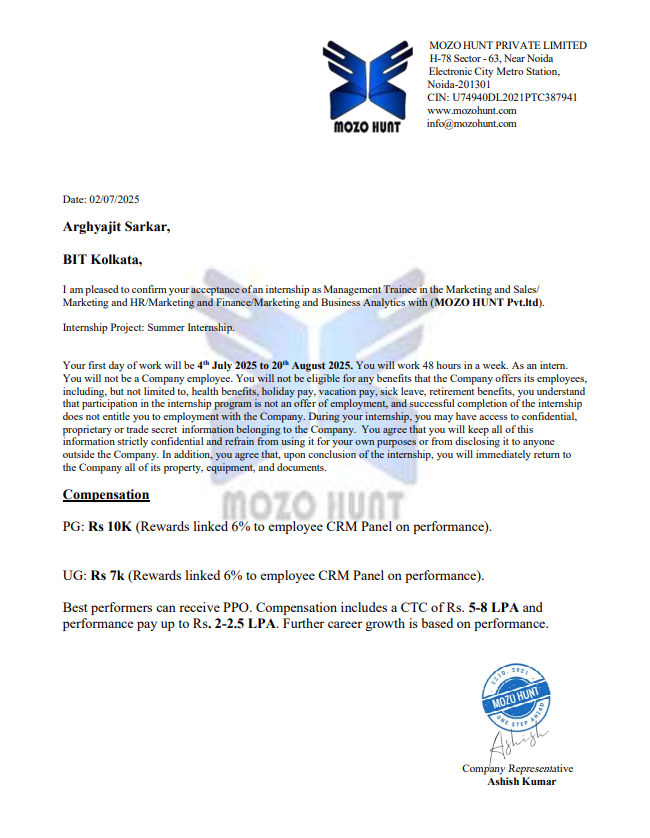 MOZO HUNT PRIVATE LIMITED
H-78 Sector - 63, Near Noida
Electronic City Metro Station,
Noida-201301
CIN: U74940DL2021PTC387941
www.mozohunt.com
info@mozohunt.com
MOZO HUNT
Date: 02/07/2025
Arghyajit Sarkar,
BIT Kolkata,
I am pleased to confirm your acceptance of an internship as Management Trainee in the Marketing and Sales/
Marketing and HR/Marketing and Finance/Marketing and Business Analytics with (MOZO HUNT Pvt.ltd).
Internship Project: Summer Internship.
Your first day of work will be 4th July 2025 to 20th August 2025. You will work 48 hours in a week. As an intern.
You will not be a Company employee. You will not be eligible for any benefits that the Company offers its employees,
including, but not limited to, health benefits, holiday pay, vacation pay, sick leave, retirement benefits, you understand
that participation in the internship program is not an offer of employment, and successful completion of the internship
does not entitle you to employment with the Company. During your internship, you may have access to confidential,
proprietary or trade secret information belonging to the Company. You agree that you will keep all of this
information strictly confidential and refrain from using it for your own purposes or from disclosing it to anyone
outside the Company. In addition, you agree that, upon conclusion of the internship, you will immediately return to
the Company all of its property, equipment, and documents.
Compensation
MOZO HUNT
PG: Rs 10K (Rewards linked 6% to employee CRM Panel on performance).
UG: Rs 7k (Rewards linked 6% to employee CRM Panel on performance).
Best performers can receive PPO. Compensation includes a CTC of Rs. 5-8 LPA and
performance pay up to Rs. 2-2.5 LPA. Further career growth is based on performance.
ESTD. 2021
MOZO HUNT
ONE STEP AHEAD
Ashish
Company Representative
Ashish Kumar